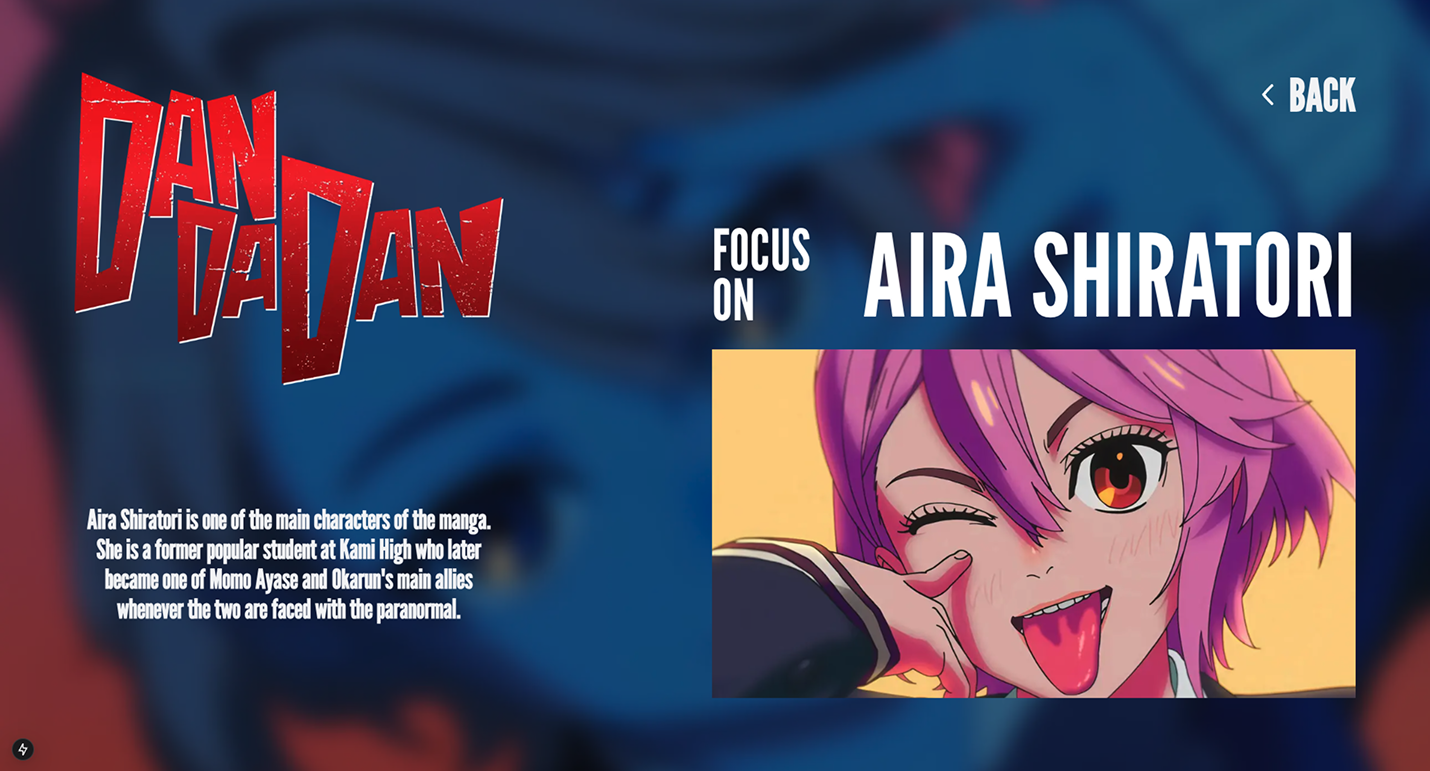 DAN
DA DAN
BACK
FOCUS
ON
AIRA SHIRATORI
Aira Shiratori is one of the main characters of the manga.
She is a former popular student at Kami High who later
became one of Momo Ayase and Okarun's main allies
whenever the two are faced with the paranormal.